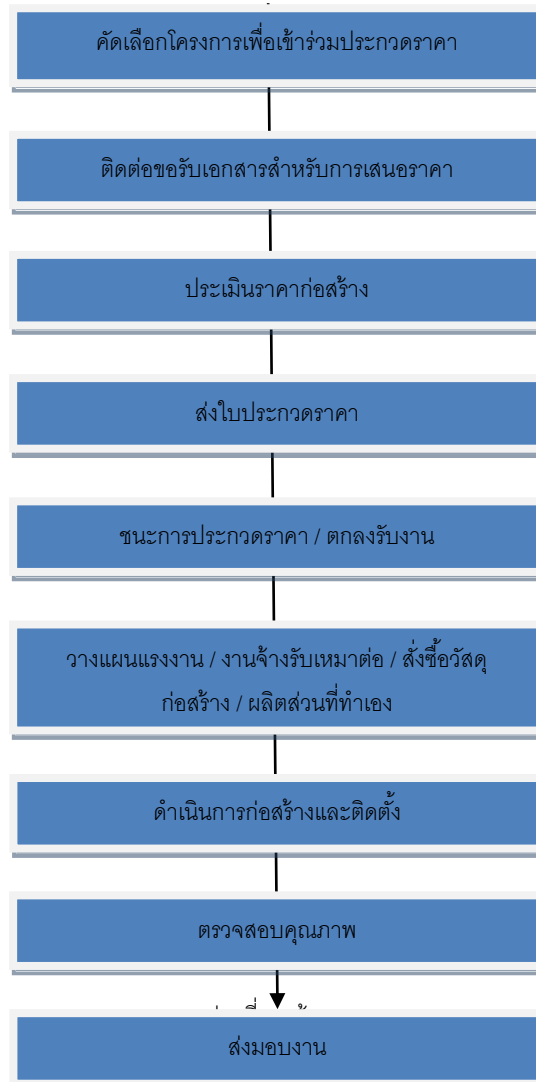 คัดเลือกโครงการเพื่อเข้าร่วมประกวดราคา
ติดต่อขอรับเอกสารสำหรับการเสนอราคา
ประเมินราคาก่อสร้าง
ส่งใบประกวดราคา
ชนะการประกวดราคา / ตกลงรับงาน
วางแผนแรงงาน / งานจ้างรับเหมาต่อ / สั่งซื้อวัสดุ
ก่อสร้าง / ผลิตส่วนที่ทำเอง
ดำเนินการก่อสร้างและติดตั้ง
ตรวจสอบคุณภาพ
ส่งมอบงาน